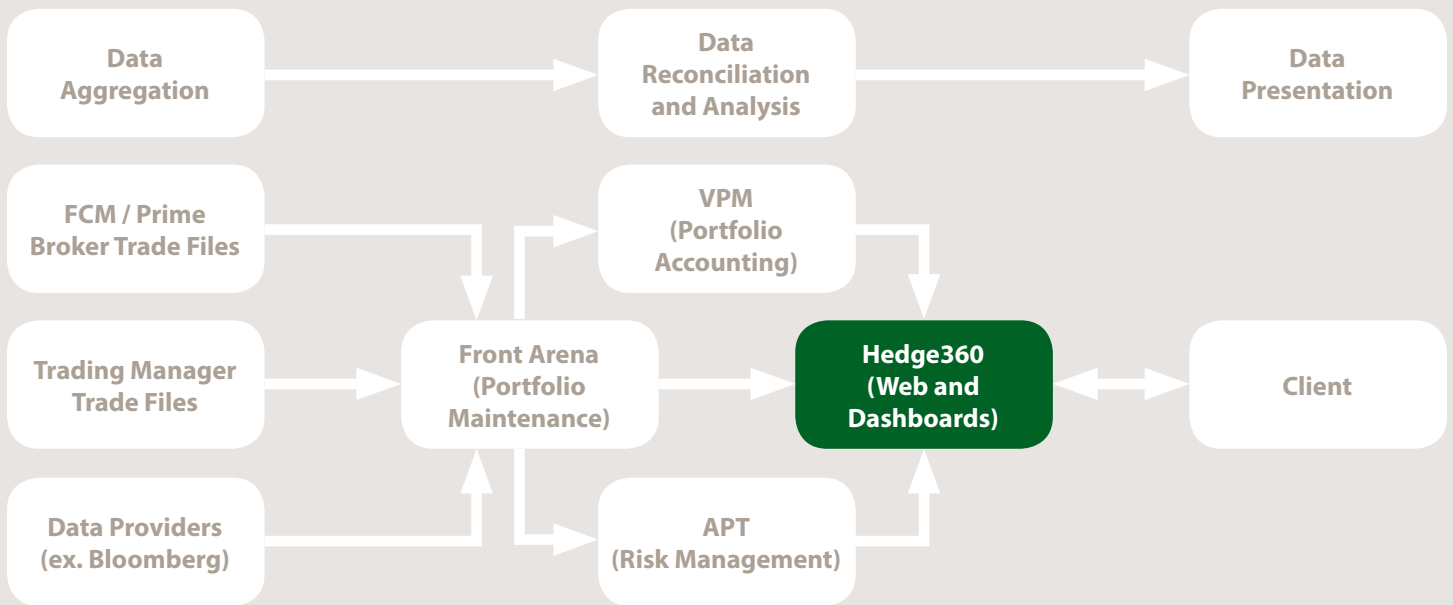 Data
Aggregation
Data
Reconciliation
and Analysis
Data
Presentation
FCM / Prime
Broker Trade Files
VPM
(Portfolio
Accounting)
Trading Manager
Trade Files
Front Arena
(Portfolio
Maintenance)
Hedge360
(Web and
Dashboards)
Client
Data Providers
(ex. Bloomberg)
APT
(Risk Management)